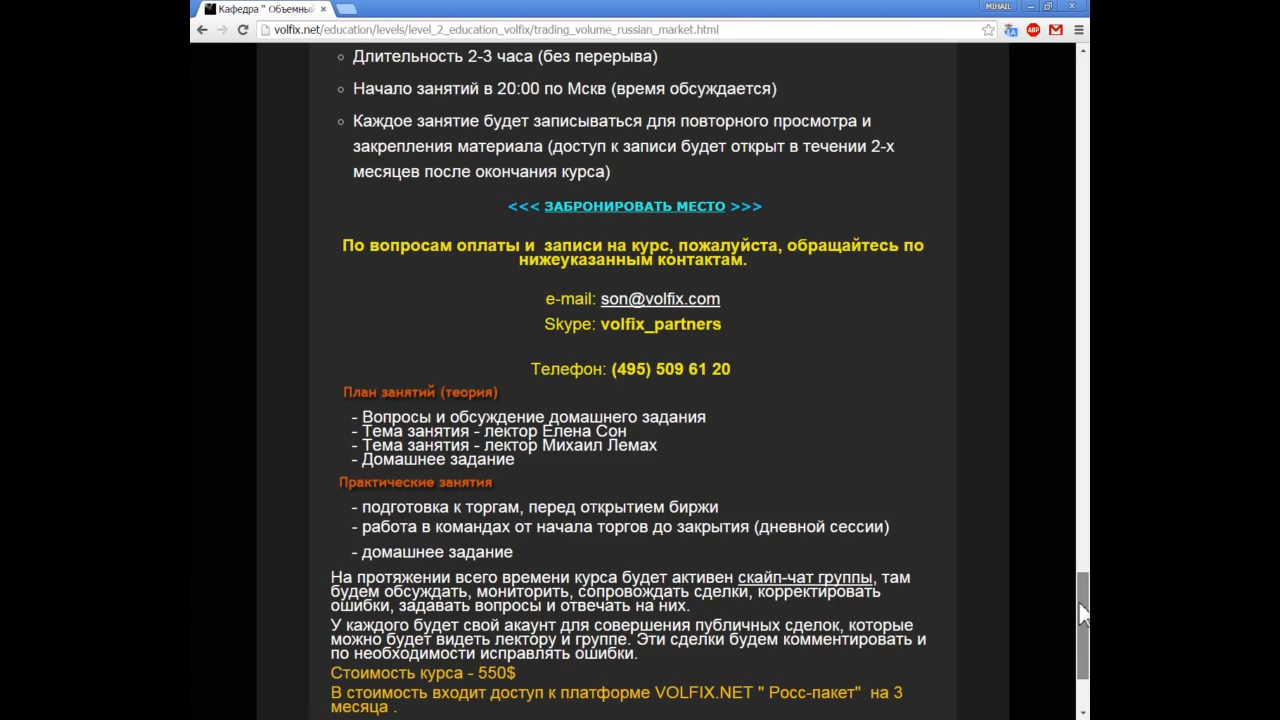 Кафедра " Объемный
MIHAIL
volfix.net/education/levels/level_2_education_volfix/trading_volume_russian_market.html
ABP
Длительность 2-3 часа (без перерыва)
Начало занятий в 20:00 по Мскв (время обсуждается)
Каждое занятие будет записываться для повторного просмотра и
закрепления материала (доступ к записи будет открыт в течении 2-х
месяцев после окончания курса)
<<< ЗАБРОНИРОВАТЬ МЕСТО >>>
По вопросам оплаты и записи на курс, пожалуйста, обращайтесь по
нижеуказанным контактам.
e-mail: son@volfix.com
Skype: volfix_partners
Телефон: (495) 509 61 20
План занятий (теория)
- Вопросы и обсуждение домашнего задания
- Тема занятия - лектор Елена Сон
- Тема занятия - лектор Михаил Лемах
- Домашнее задание
Практические занятия
- подготовка к торгам, перед открытием биржи
- работа в командах от начала торгов до закрытия (дневной сессии)
- домашнее задание
На протяжении всего времени курса будет активен скайп-чат группы, там
будем обсуждать, мониторить, сопровождать сделки, корректировать
ошибки, задавать вопросы и отвечать на них.
У каждого будет свой акаунт для совершения публичных сделок, которые
можно будет видеть лектору и группе. Эти сделки будем комментировать и
по необходимости исправлять ошибки.
Стоимость курса - 550$
В стоимость входит доступ к платформе VOLFIX.NET " Росс-пакет" на 3
месяца .